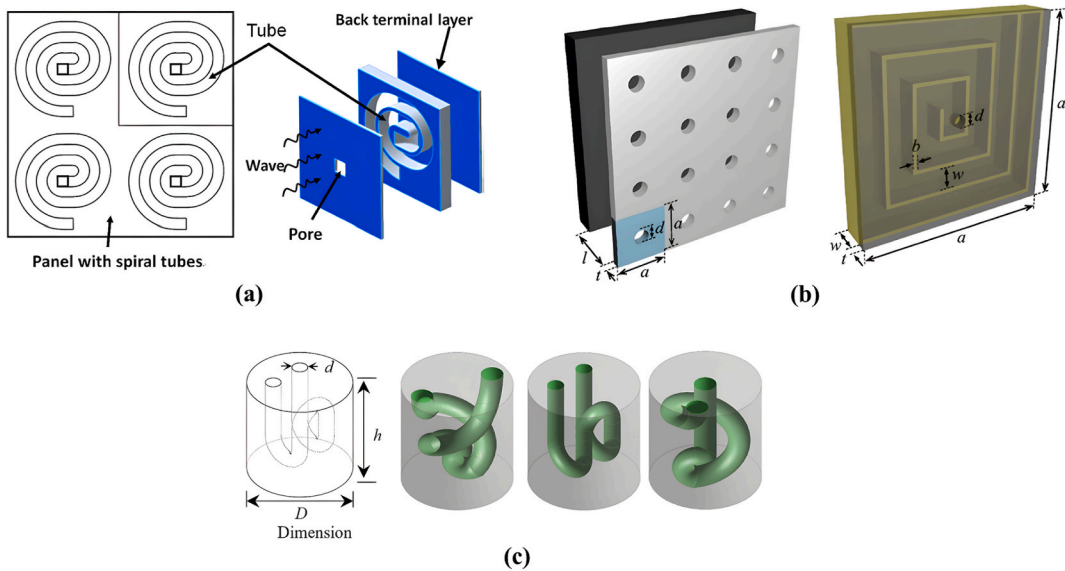 Tube
Back terminal layer
Wave
Pore
Panel with spiral tubes
(a)
d
a
l
t
a
d
b
w
a
w
t
a
(b)
d
h
D
Dimension
(c)